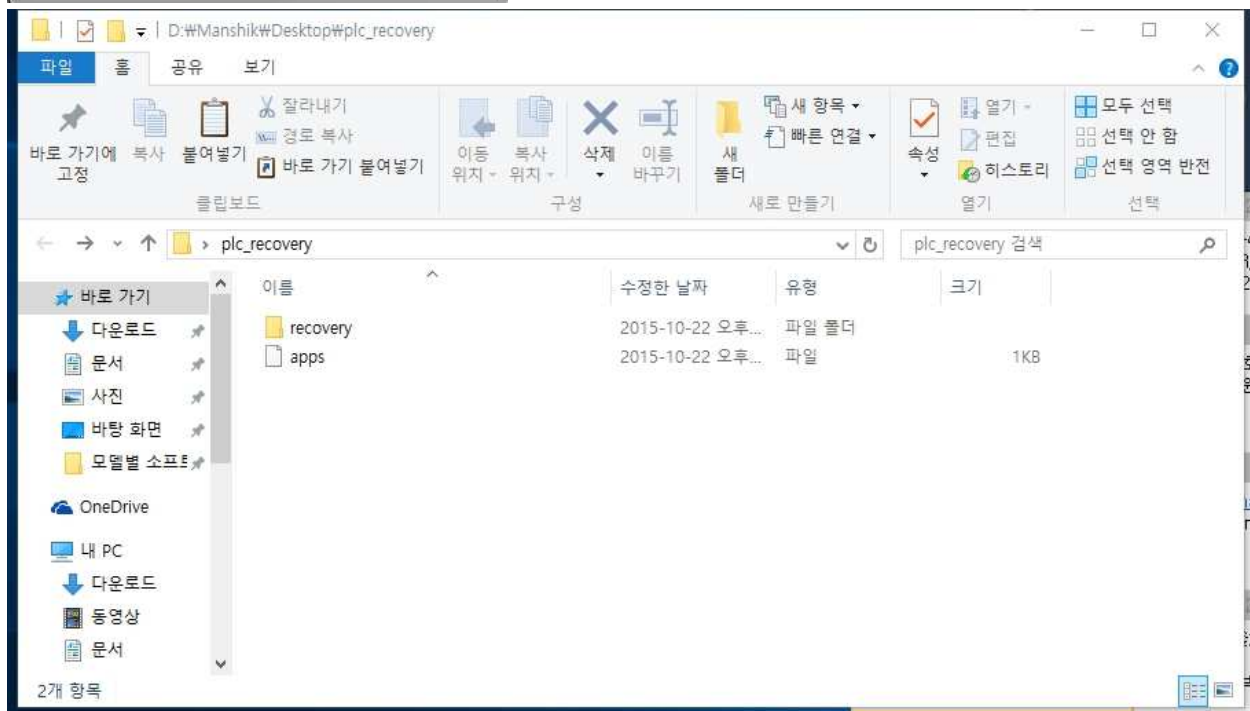 D:₩Manshik₩Desktop₩plc_recovery
파일 홈 공유 보기
바로 가기에 고정
복사
붙여넣기
잘라내기
경로 복사
바로 가기 붙여넣기
클립보드
이동 위치
복사 위치
삭제
이름 바꾸기
구성
새 폴더
새 항목
빠른 연결
새로 만들기
속성
열기
편집
히스토리
열기
모두 선택
선택 안 함
선택 영역 반전
선택
plc_recovery
plc_recovery 검색
이름 수정한 날짜 유형 크기
recovery 2015-10-22 오후... 파일 폴더
apps 2015-10-22 오후... 파일 1KB
바로 가기
다운로드
문서
사진
바탕 화면
모델별 소프트
OneDrive
내 PC
다운로드
동영상
문서
2개 항목